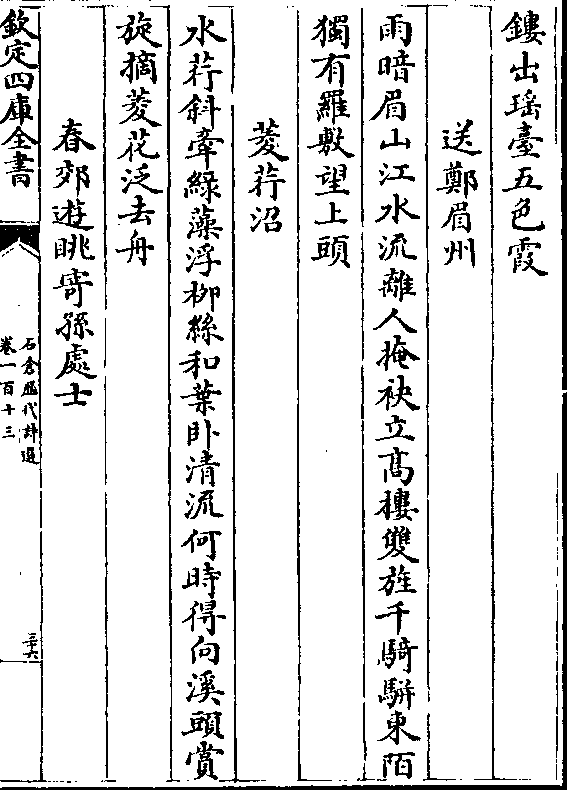 鏤出瑶臺五色霞
送鄭眉州
雨暗眉山江水流離人掩袂立髙樓雙旌千騎駢東陌
獨有羅敷望上頭
菱荇沼
水荇斜牽綠藻浮柳絲和葉卧清流何時得向溪頭賞
旋摘菱花泛去舟
春郊遊眺寄孫處士
欽定四庫全書
石倉歷代詩選
卷一百十三
三十六